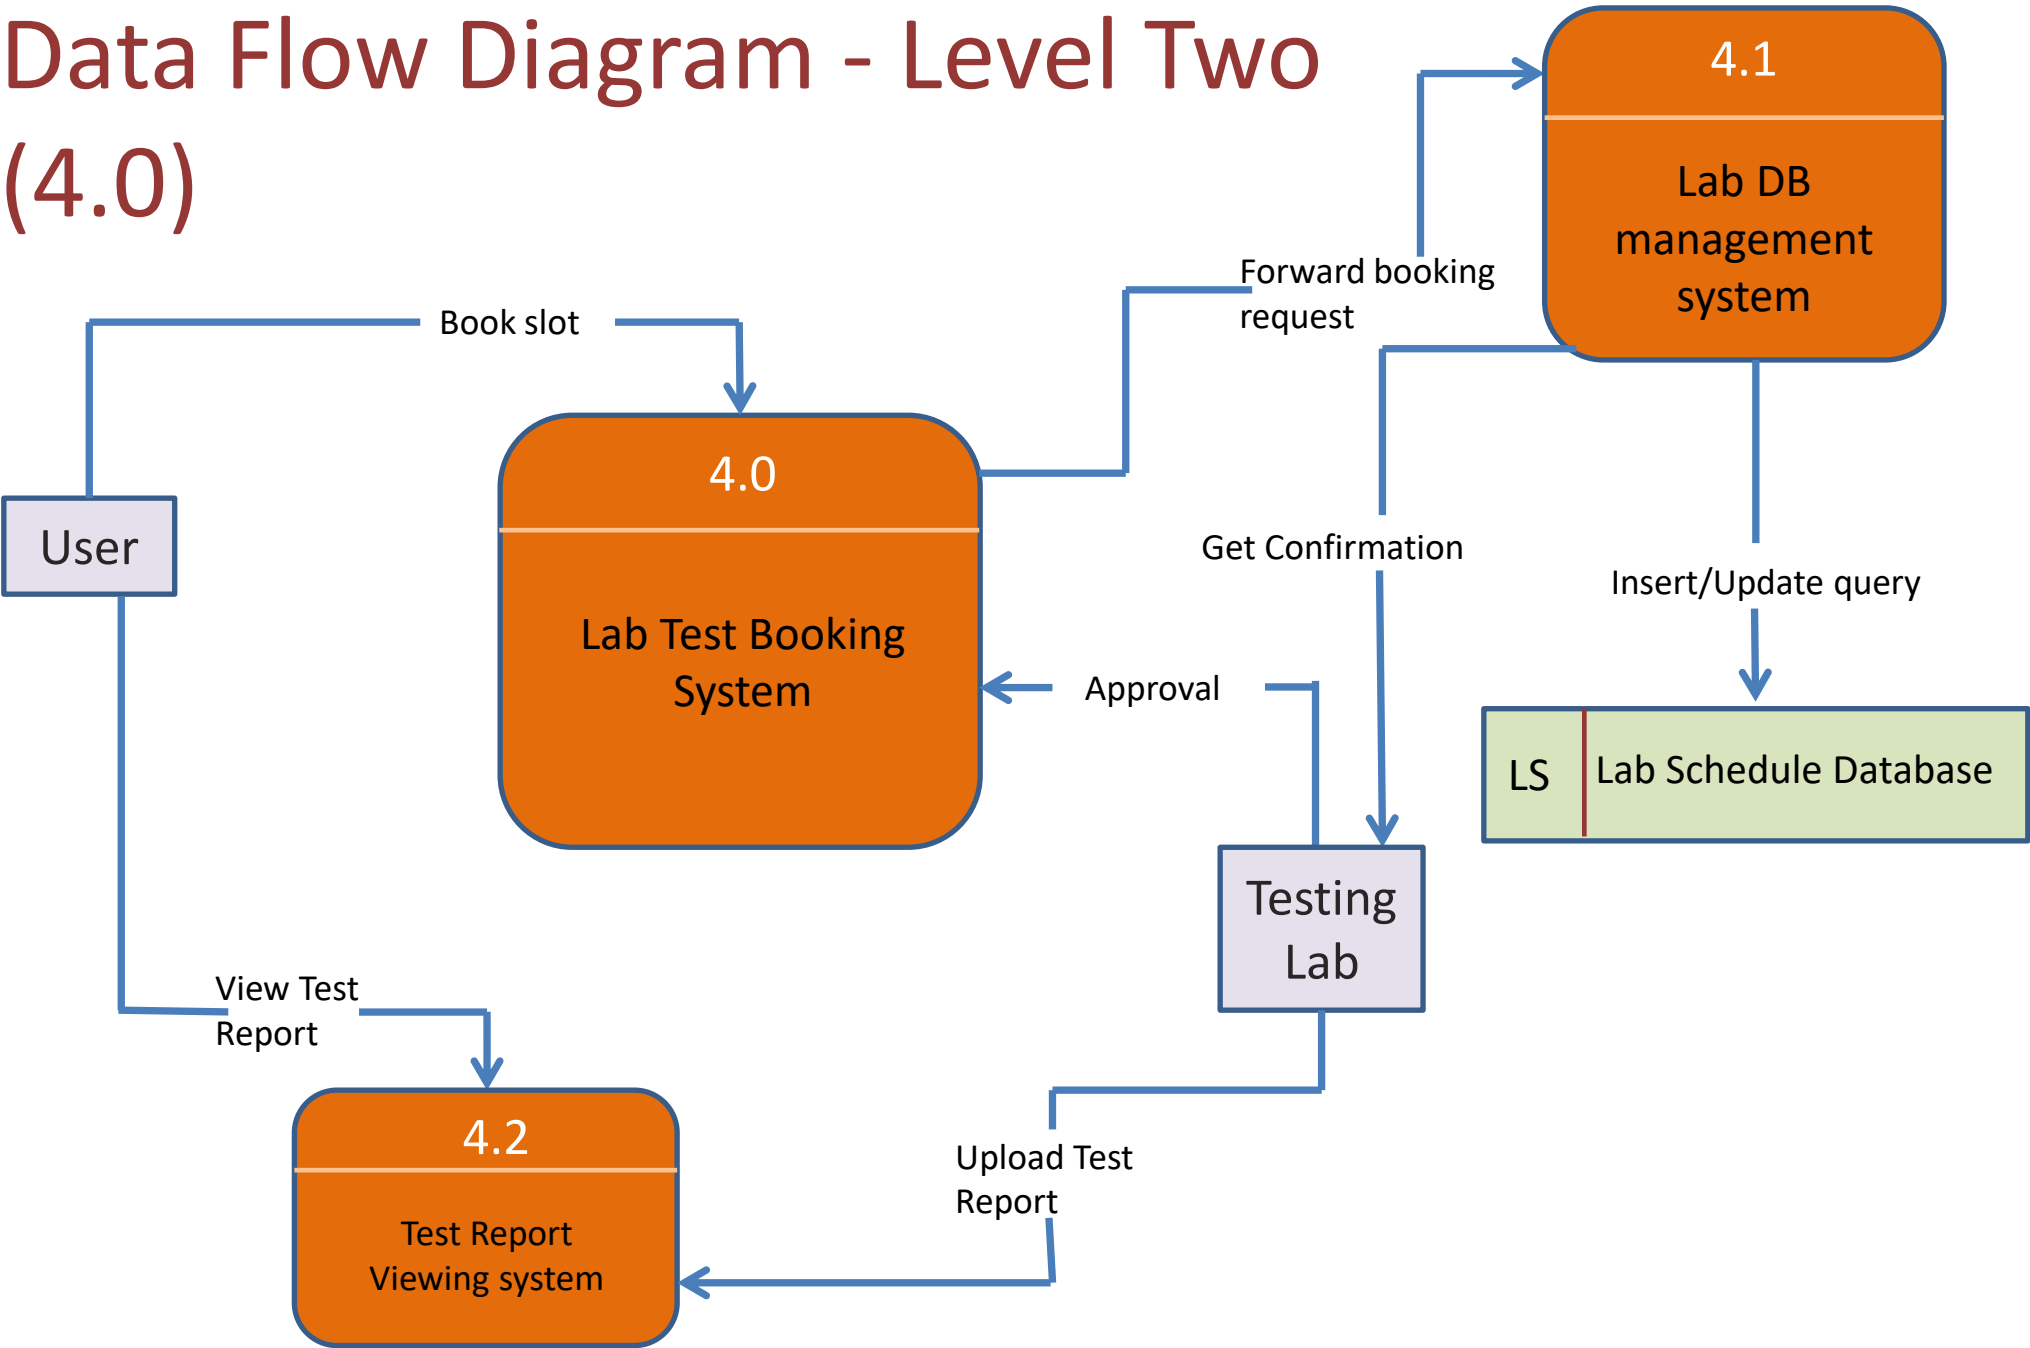 Data Flow Diagram - Level Two
(4.0)
4.1
Lab DB
management
system
Forward booking
request
Book slot
4.0
Lab Test Booking
System
User
Get Confirmation
Insert/Update query
Approval
LS
Lab Schedule Database
Testing
Lab
View Test
Report
4.2
Test Report
Viewing system
Upload Test
Report